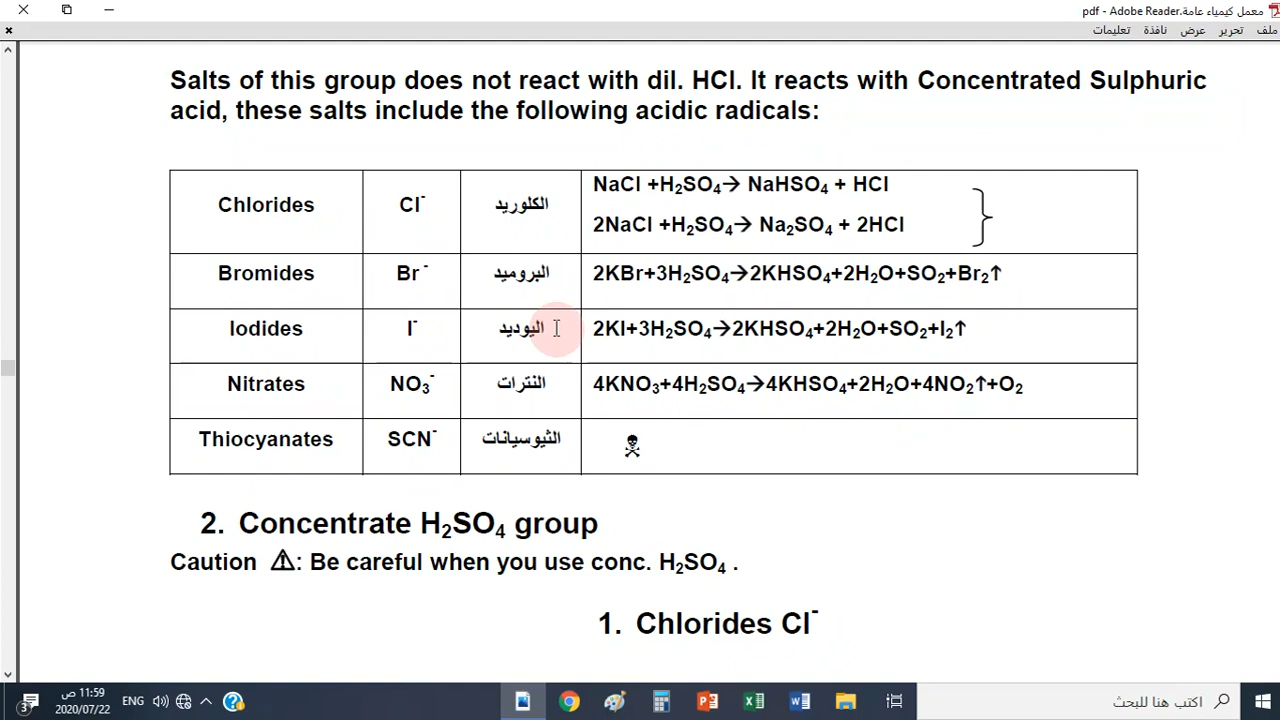 معمل كيمياء عامة.pdf - Adobe Reader
ملف تحرير عرض نافذة تعليمات
Salts of this group does not react with dil. HCl. It reacts with Concentrated Sulphuric
acid, these salts include the following acidic radicals:
Chlorides Cl⁻ الكلوريد NaCl +H₂SO₄→ NaHSO₄ + HCl
2NaCl +H₂SO₄→ Na₂SO₄ + 2HCl
Bromides Br⁻ البروميد 2KBr+3H₂SO₄→2KHSO₄+2H₂O+SO₂+Br₂↑
Iodides I⁻ اليوديد 2KI+3H₂SO₄→2KHSO₄+2H₂O+SO₂+I₂↑
Nitrates NO₃⁻ النترات 4KNO₃+4H₂SO₄→4KHSO₄+2H₂O+4NO₂↑+O₂
Thiocyanates SCN⁻ الثيوسيانات ☠
2. Concentrate H₂SO₄ group
Caution ⚠: Be careful when you use conc. H₂SO₄ .
1. Chlorides Cl⁻
3
11:59 ص
2020/07/22
ENG
اكتب هنا للبحث